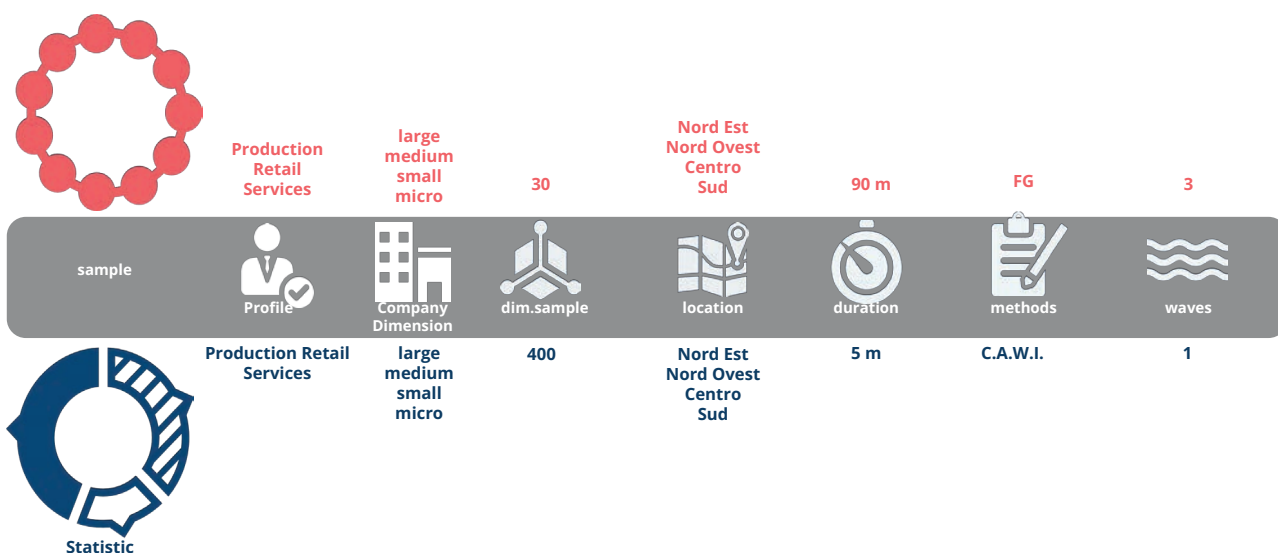 Production
Retail
Services
large
medium
small
micro
30
Nord Est
Nord Ovest
Centro
Sud
90 m
FG
3
sample
Profile
Company
Dimension
dim.sample
location
duration
methods
waves
Production Retail
Services
large
medium
small
micro
400
Nord Est
Nord Ovest
Centro
Sud
5 m
C.A.W.I.
1
Statistic